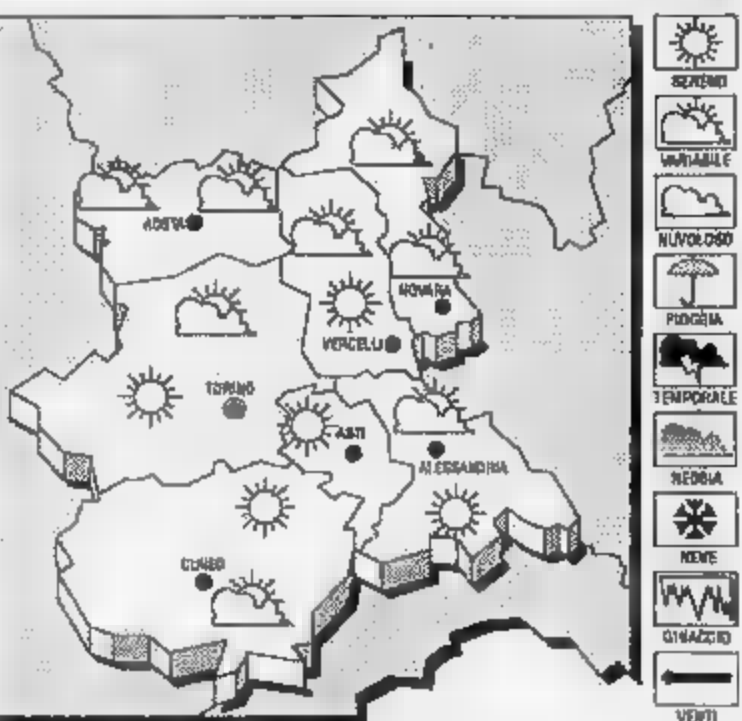 AOSTA
NOVARA
VERCELLI
TORINO
ASTI
ALESSANDRIA
CUNEO
SERENO
VARIABILE
NUVOLOSO
PIOGGIA
TEMPORALE
NEBBIA
NEVE
GHIACCIO
VENTI